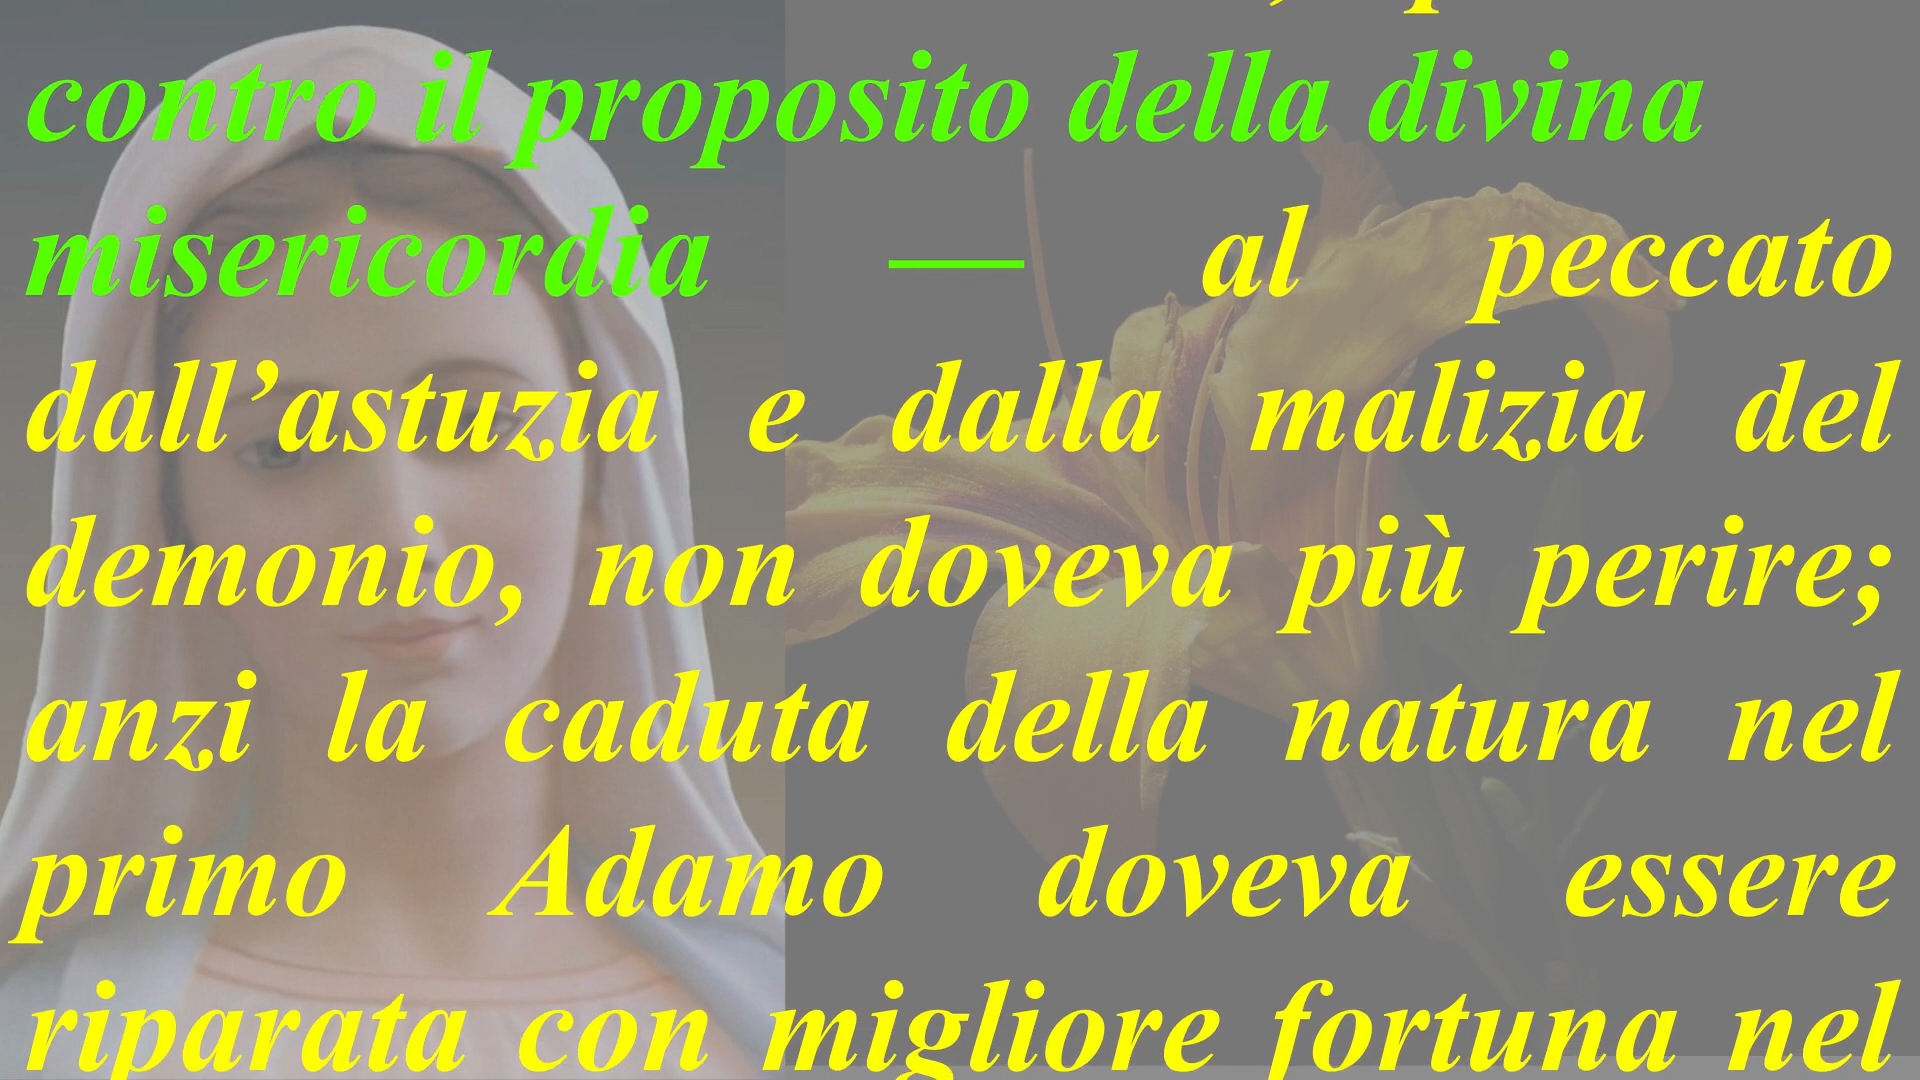 contro il proposito della divina
misericordia — al peccato
dall’astuzia e dalla malizia del
demonio, non doveva più perire;
anzi la caduta della natura nel
primo Adamo doveva essere
riparata con migliore fortuna nel